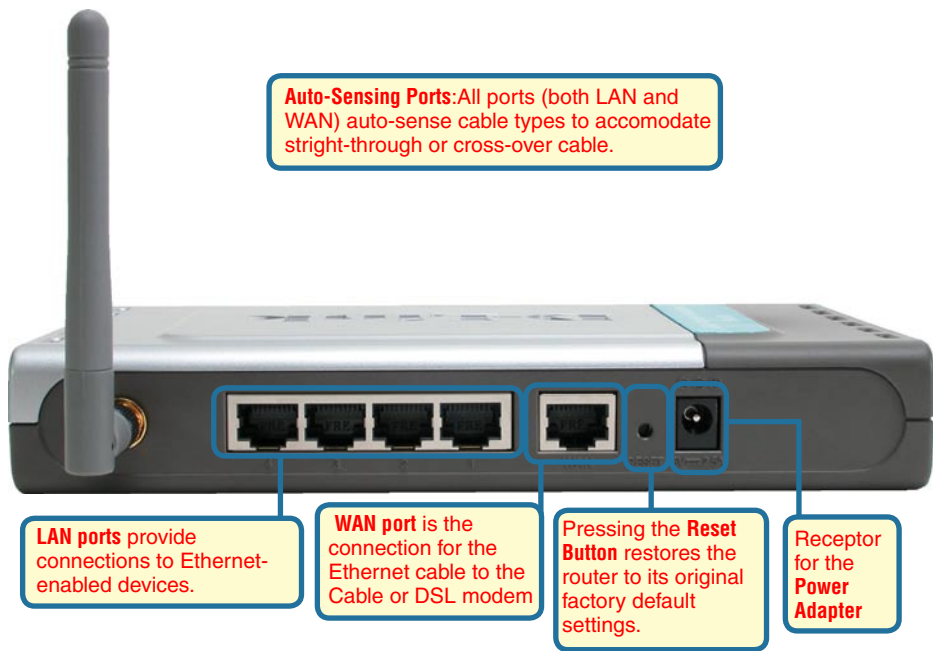 Auto-Sensing Ports:All ports (both LAN and
WAN) auto-sense cable types to accomodate
stright-through or cross-over cable.
D-Link
WAN
RESET
LAN ports provide
connections to Ethernet-
enabled devices.
WAN port is the
connection for the
Ethernet cable to the
Cable or DSL modem
Pressing the Reset
Button restores the
router to its original
factory default
settings.
Receptor
for the
Power
Adapter